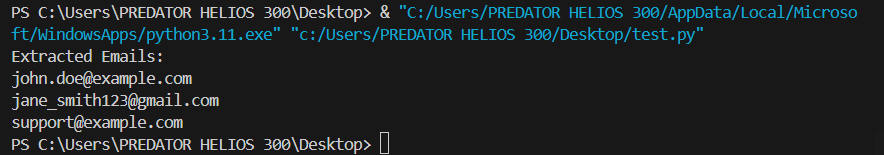 PS C:\Users\PREDATOR HELIOS 300\Desktop> & "C:/Users/PREDATOR HELIOS 300/AppData/Local/Microso
ft/WindowsApps/python3.11.exe" "c:/Users/PREDATOR HELIOS 300/Desktop/test.py"
Extracted Emails:
john.doe@example.com
jane_smith123@gmail.com
support@example.com
PS C:\Users\PREDATOR HELIOS 300\Desktop>